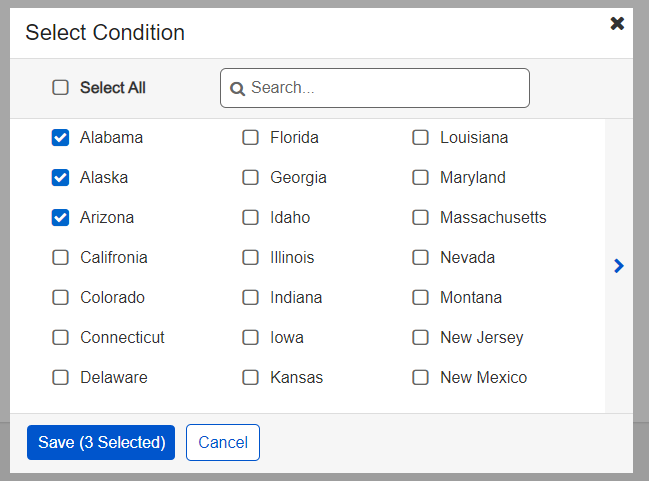 Select Condition
Select All
Search...
Alabama Florida Louisiana
Alaska Georgia Maryland
Arizona Idaho Massachusetts
Califronia Illinois Nevada
Colorado Indiana Montana
Connecticut Iowa New Jersey
Delaware Kansas New Mexico
Save (3 Selected) Cancel